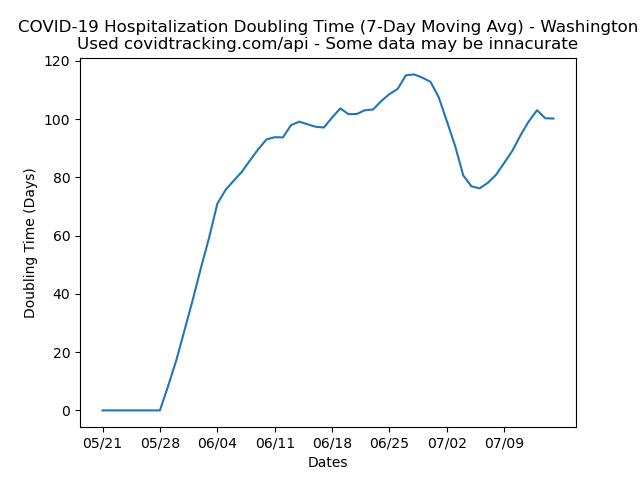 COVID-19 Hospitalization Doubling Time (7-Day Moving Avg) - Washington
Used covidtracking.com/api - Some data may be innacurate
120
100
80
60
40
20
0
Doubling Time (Days)
05/21 05/28 06/04 06/11 06/18 06/25 07/02 07/09
Dates